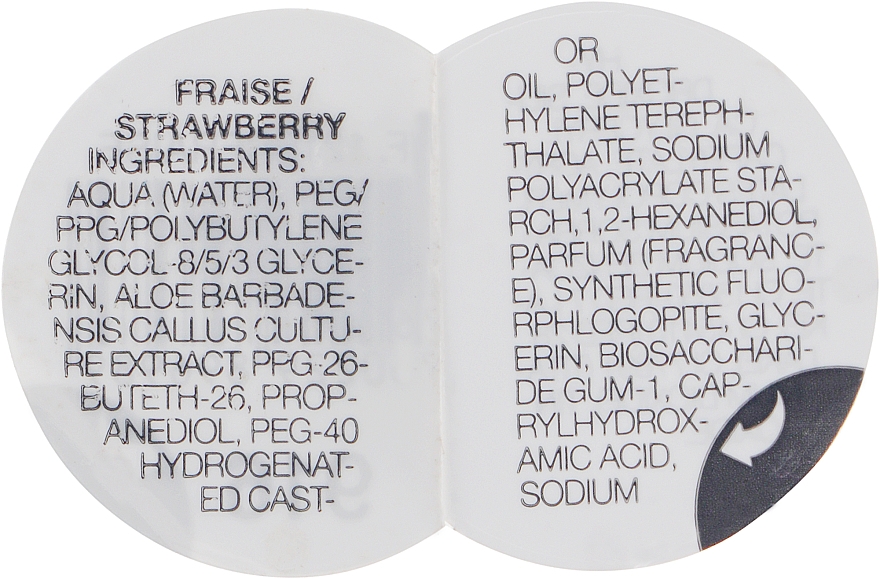 FRAISE /
STRAWBERRY
INGREDIENTS:
AQUA (WATER), PEG/
PPG/POLYBUTYLENE
GLYCOL-8/5/3 GLYCE-
RIN, ALOE BARBADE-
NSIS CALLUS CULTU-
RE EXTRACT, PPG-26-
BUTETH-26, PROP-
ANEDIOL, PEG-40
HYDROGENAT-
ED CAST-
OR
OIL, POLYET-
HYLENE TEREPH-
THALATE, SODIUM
POLYACRYLATE STA-
RCH,1,2-HEXANEDIOL,
PARFUM (FRAGRANC-
E), SYNTHETIC FLUO-
RPHLOGOPITE, GLYC-
ERIN, BIOSACCHARI-
DE GUM-1, CAP-
RYLHYDROX-
AMIC ACID,
SODIUM